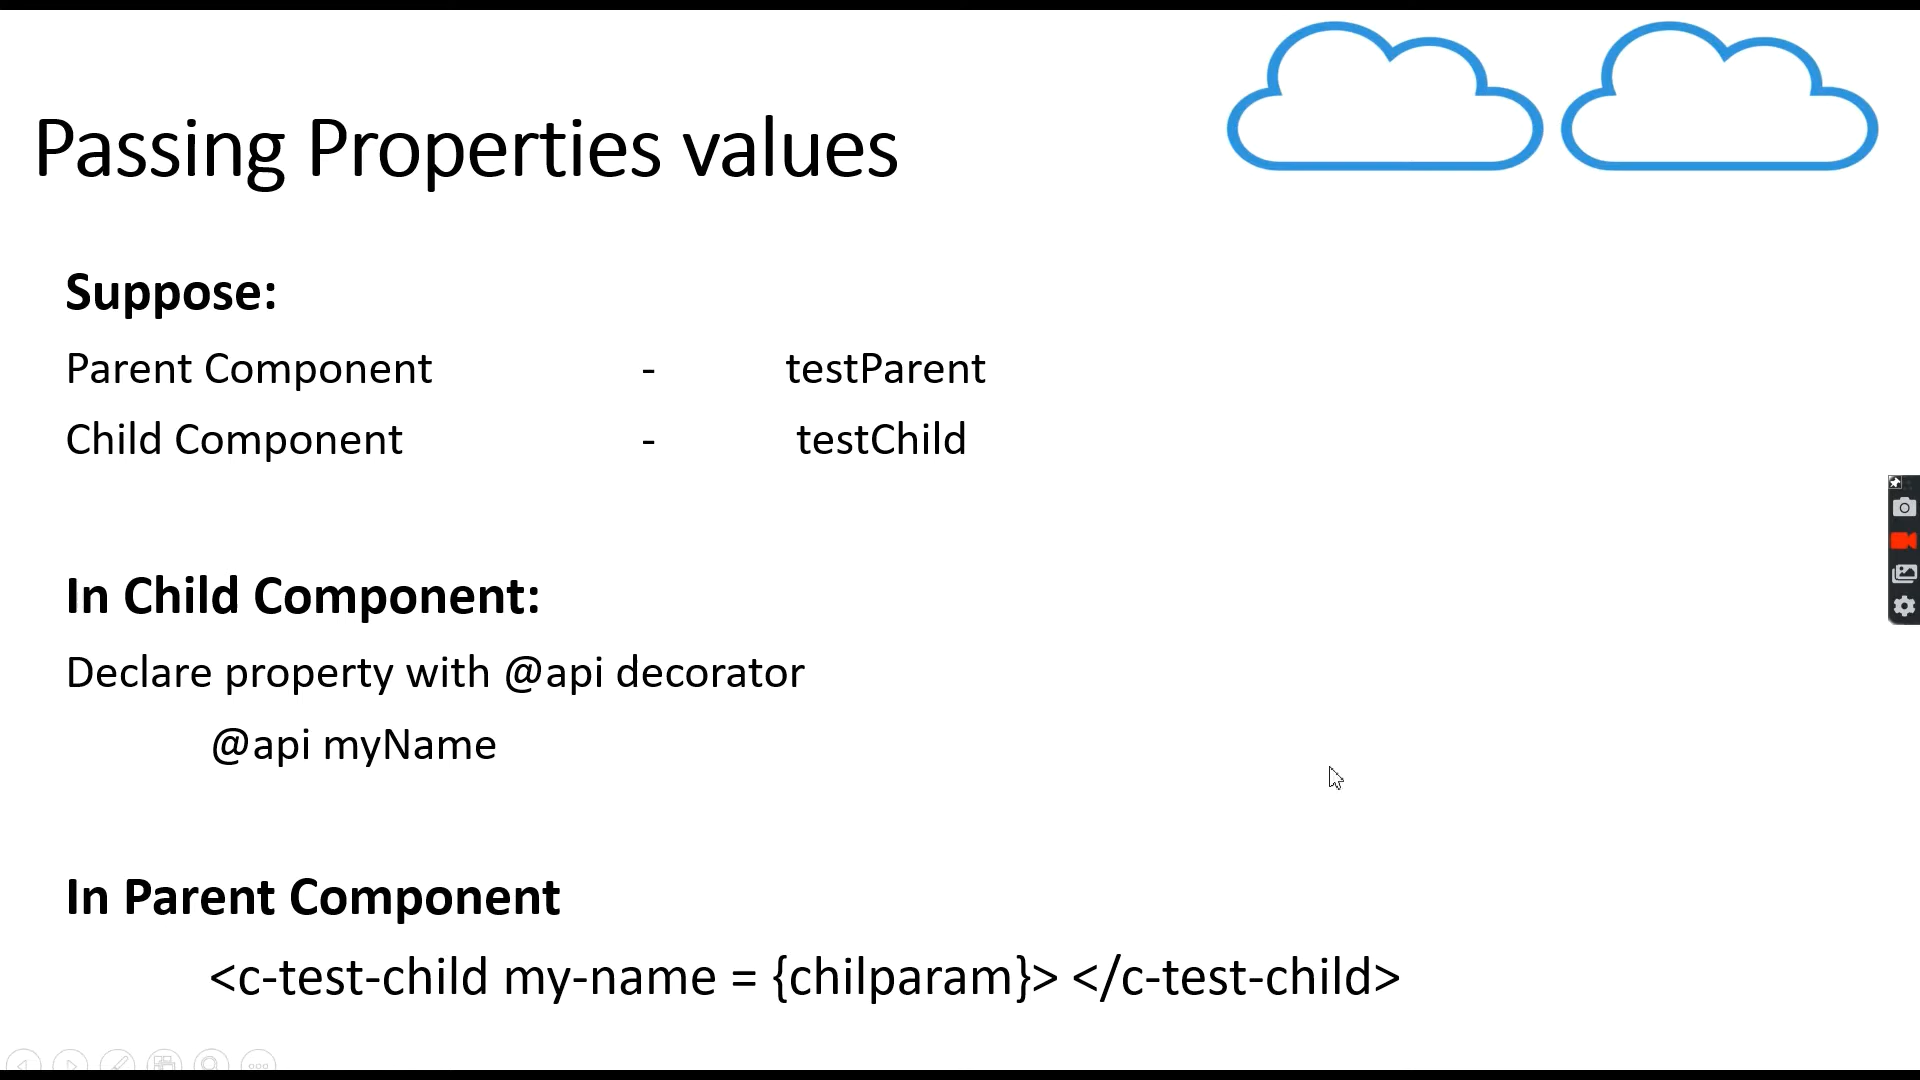 Passing Properties values
Suppose:
Parent Component - testParent
Child Component - testChild
In Child Component:
Declare property with @api decorator
@api myName
In Parent Component
<c-test-child my-name = {chilparam}> </c-test-child>